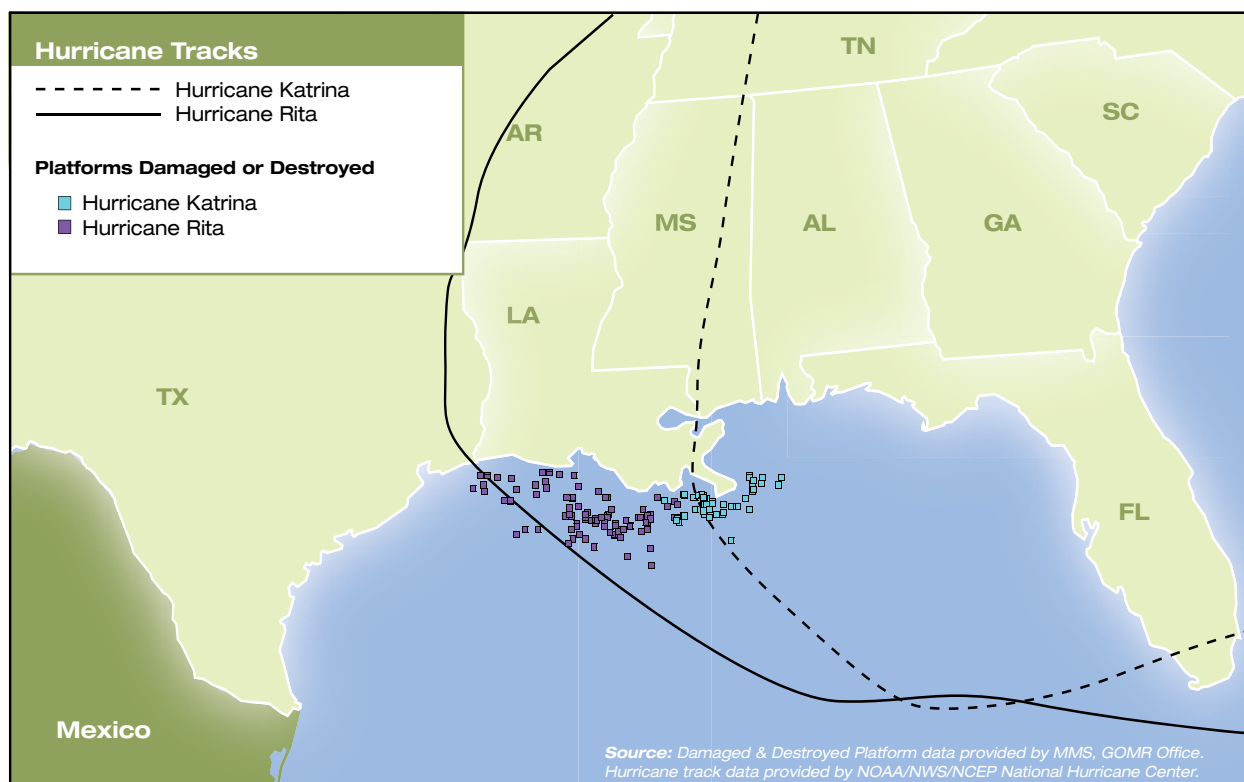 Hurricane Tracks
Hurricane Katrina
Hurricane Rita
Platforms Damaged or Destroyed
Hurricane Katrina
Hurricane Rita
TN
SC
AR
MS
AL
GA
LA
TX
FL
Mexico
Source: Damaged & Destroyed Platform data provided by MMS, GOMR Office.
Hurricane track data provided by NOAA/NWS/NCEP National Hurricane Center.